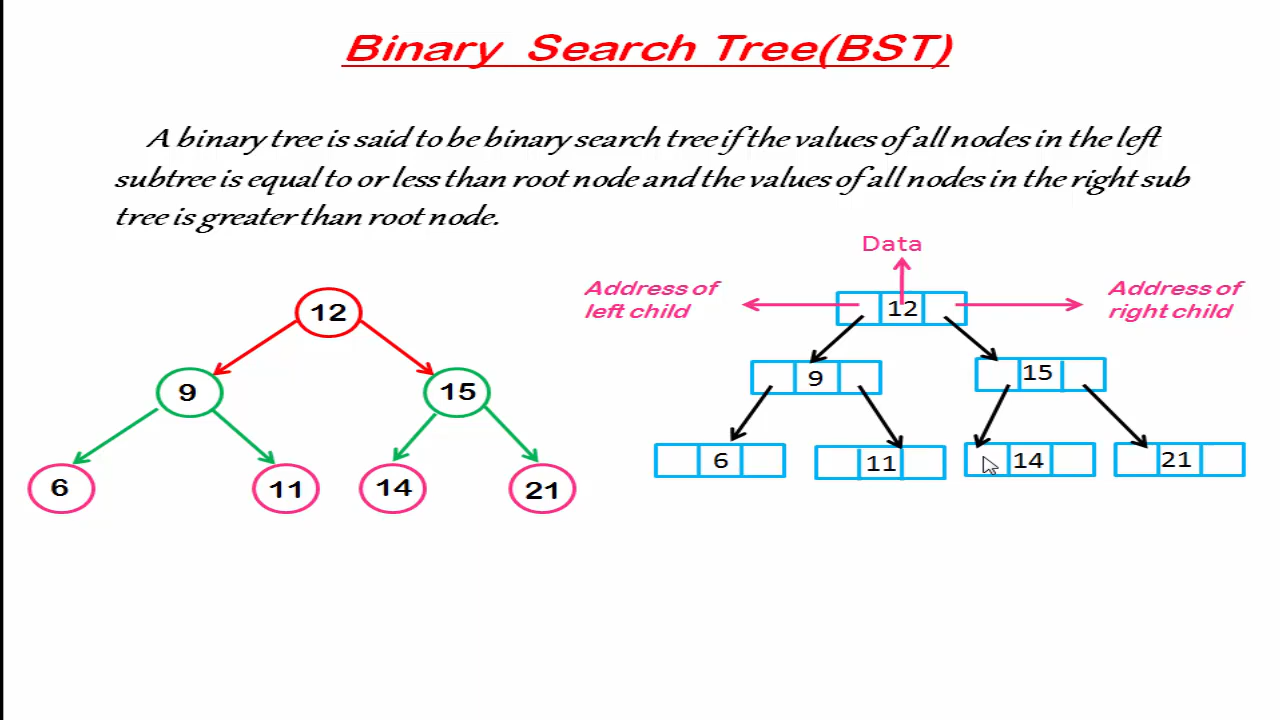 Binary Search Tree(BST)
A binary tree is said to be binary search tree if the values of all nodes in the left
subtree is equal to or less than root node and the values of all nodes in the right sub
tree is greater than root node.
12
9
15
6
11
14
21
Data
Address of
left child
12
Address of
right child
9
15
6
11
14
21